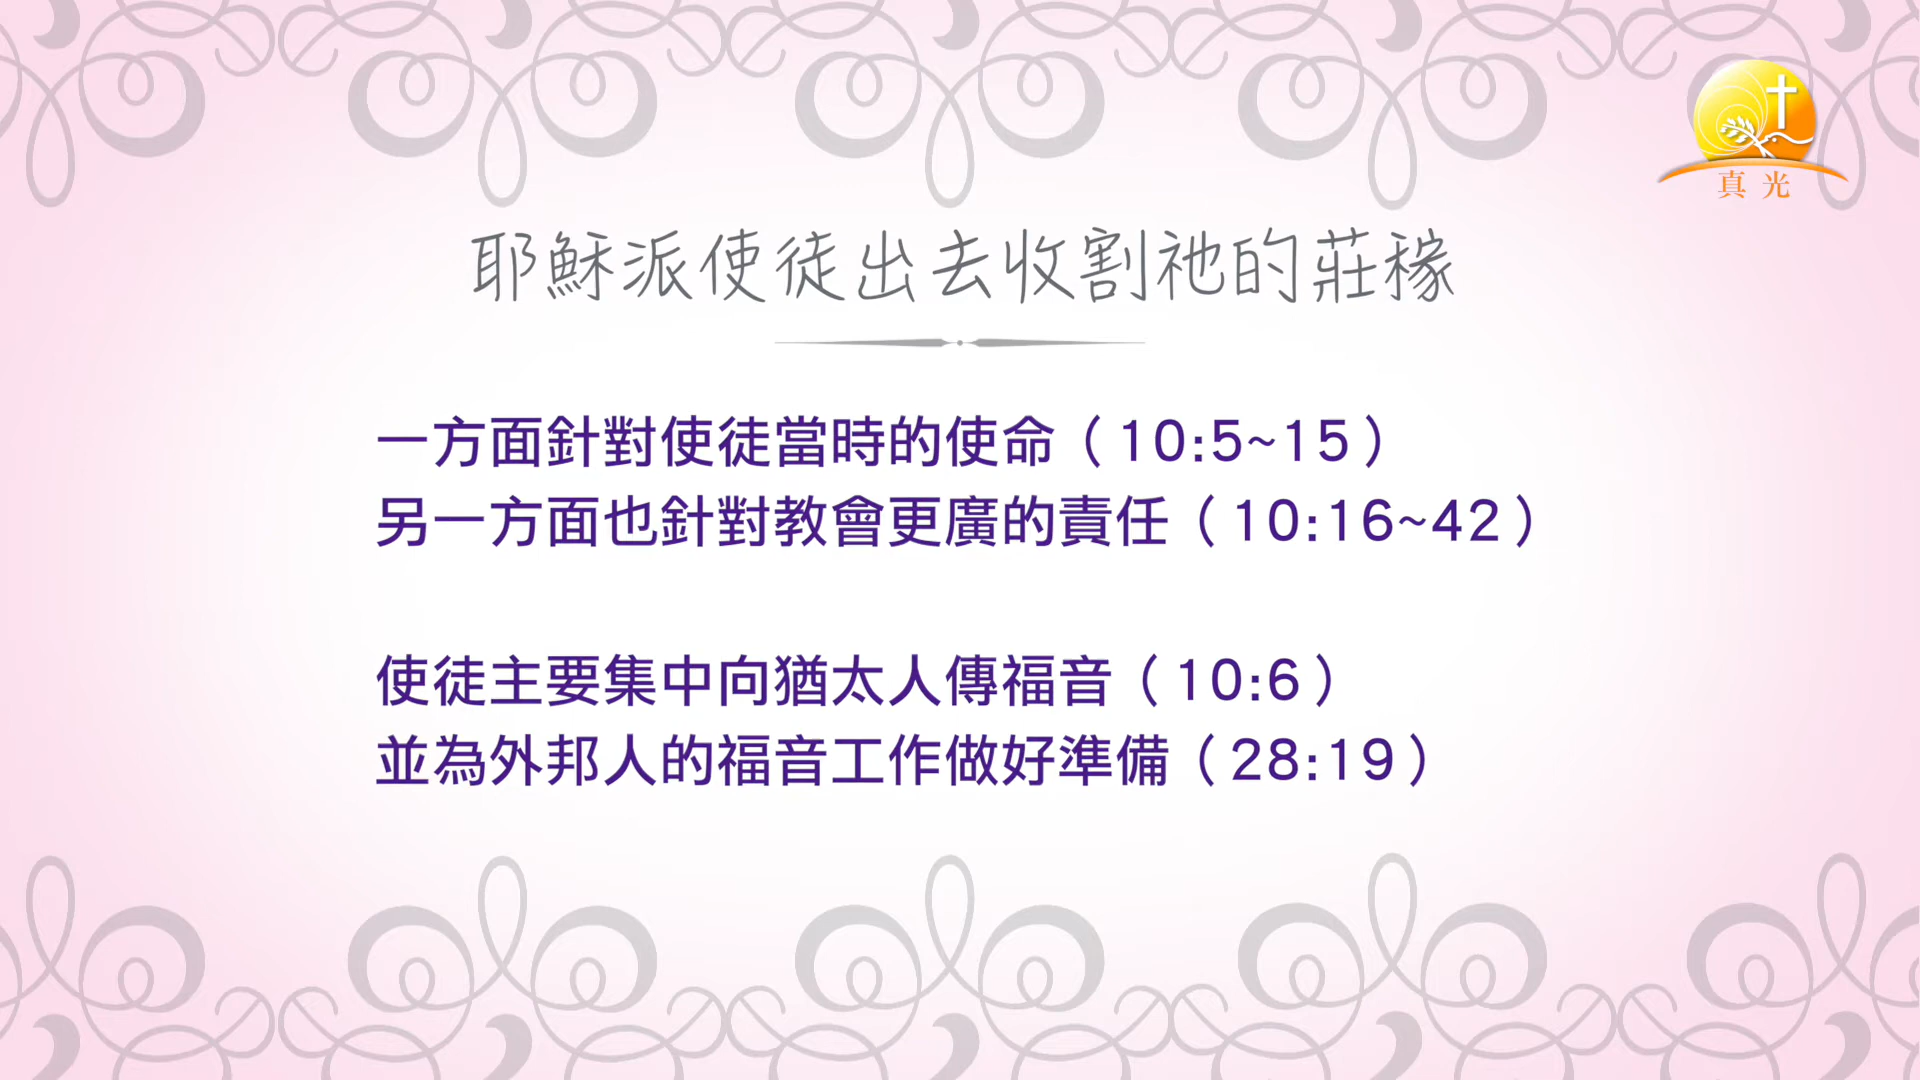 真光
耶穌派使徒出去收割祂的莊稼
一方面針對使徒當時的使命（10:5~15）
另一方面也針對教會更廣的責任（10:16~42）
使徒主要集中向猶太人傳福音（10:6）
並為外邦人的福音工作做好準備（28:19）